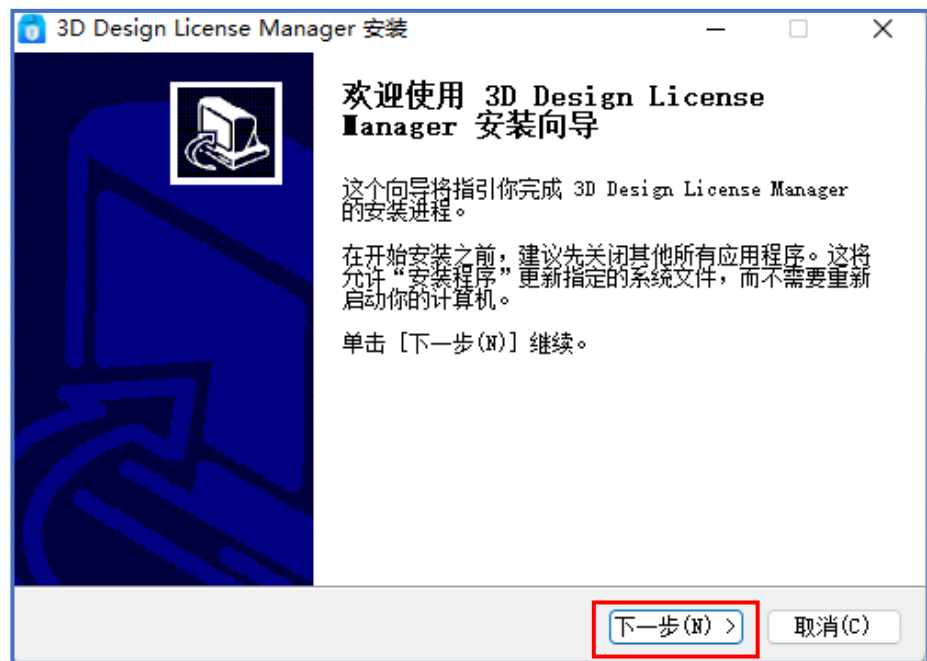 3D Design License Manager 安装
欢迎使用 3D Design License
Manager 安装向导
这个向导将指引你完成 3D Design License Manager
的安装进程。
在开始安装之前，建议先关闭其他所有应用程序。这将
允许“安装程序”更新指定的系统文件，而不需要重新
启动你的计算机。
单击 [下一步(N)] 继续。
下一步(N) > 取消(C)